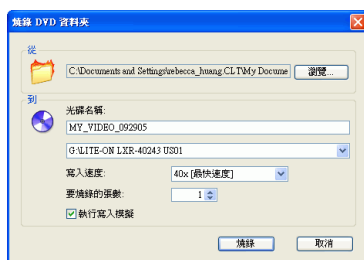 燒錄 DVD 資料夾
從
C:\Documents and Settings\rebecca_huang.CLT\My Docume
瀏覽...
到
光碟名稱:
MY_VIDEO_092905
G:\LITE-ON LXR-40243 US01
寫入速度:
40x [最快速度]
要燒錄的張數:
1
執行寫入模擬
燒錄
取消